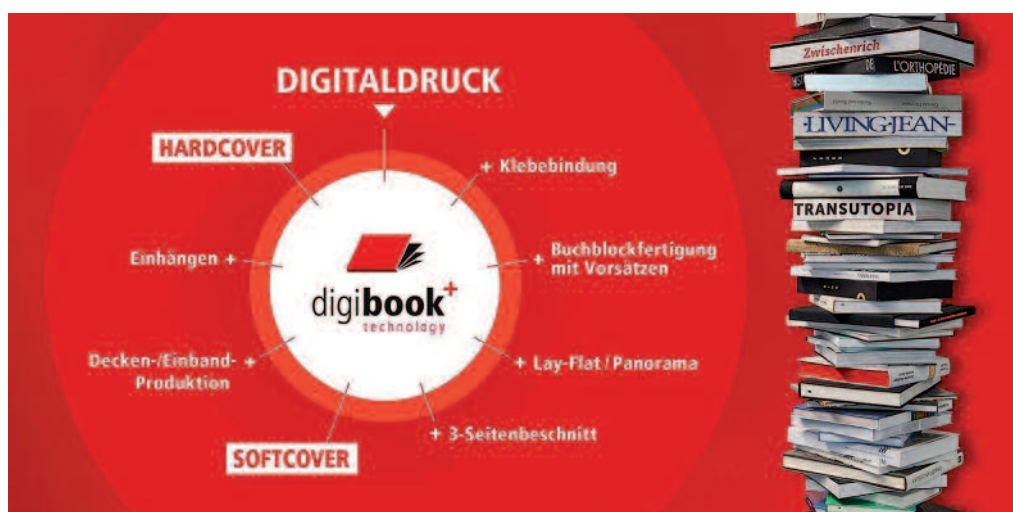 DIGITALDRUCK
HARDCOVER
+ Klebebindung
Einhängen +
+ Buchblockfertigung
mit Vorsätzen
digibook+
technology
Decken-/Einband- +
Produktion
+ Lay-Flat/Panorama
+ 3-Seitenbeschnitt
SOFTCOVER
Zwischenrich
DE L'ORTHOPÉDIE
·LIVING·JEAN-
TRANSUTOPIA